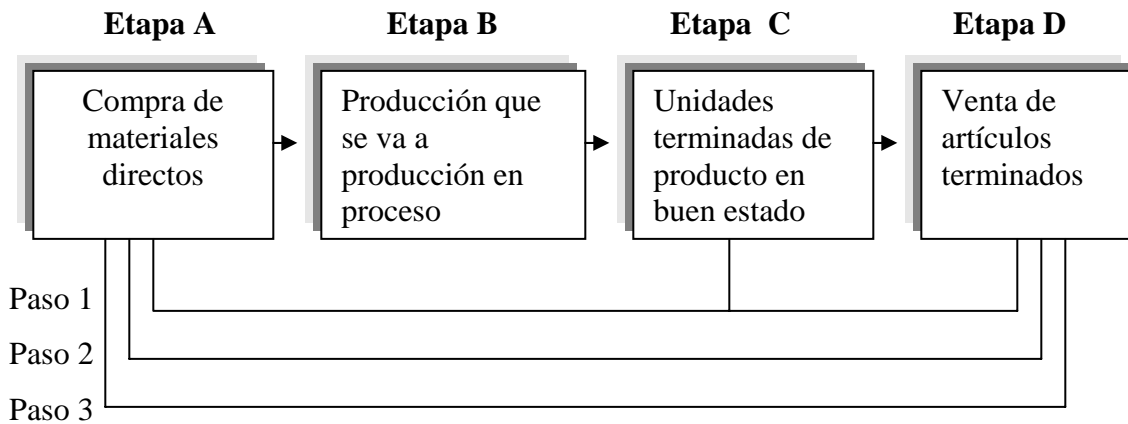 Etapa A
Etapa B
Etapa C
Etapa D
Compra de
materiales
directos
Producción que
se va a
producción en
proceso
Unidades
terminadas de
producto en
buen estado
Venta de
artículos
terminados
Paso 1
Paso 2
Paso 3